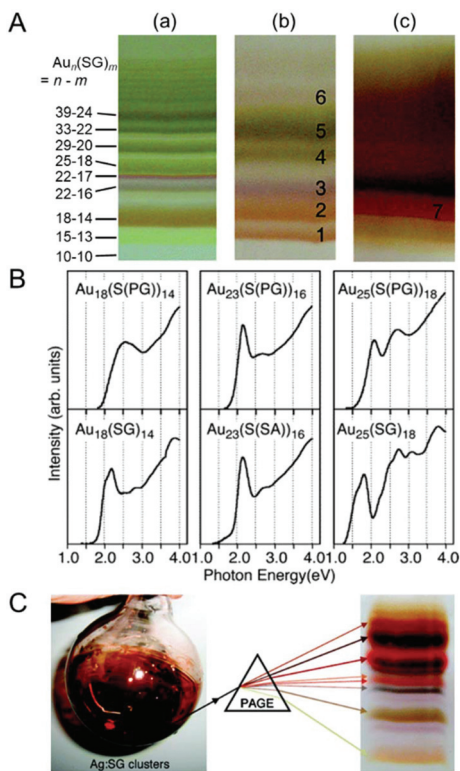 A
(a)
(b)
(c)
Auₙ(SG)ₘ
= n - m
39-24
33-22
29-20
25-18
22-17
22-16
18-14
15-13
10-10
6
5
4
3
2
1
7
B
Au₁₈(S(PG))₁₄
Au₂₃(S(PG))₁₆
Au₂₅(S(PG))₁₈
Au₁₈(SG)₁₄
Au₂₃(S(SA))₁₆
Au₂₅(SG)₁₈
Intensity (arb. units)
1.0 2.0 3.0 4.0 1.0 2.0 3.0 4.0 1.0 2.0 3.0 4.0
Photon Energy(eV)
C
PAGE
Ag:SG clusters